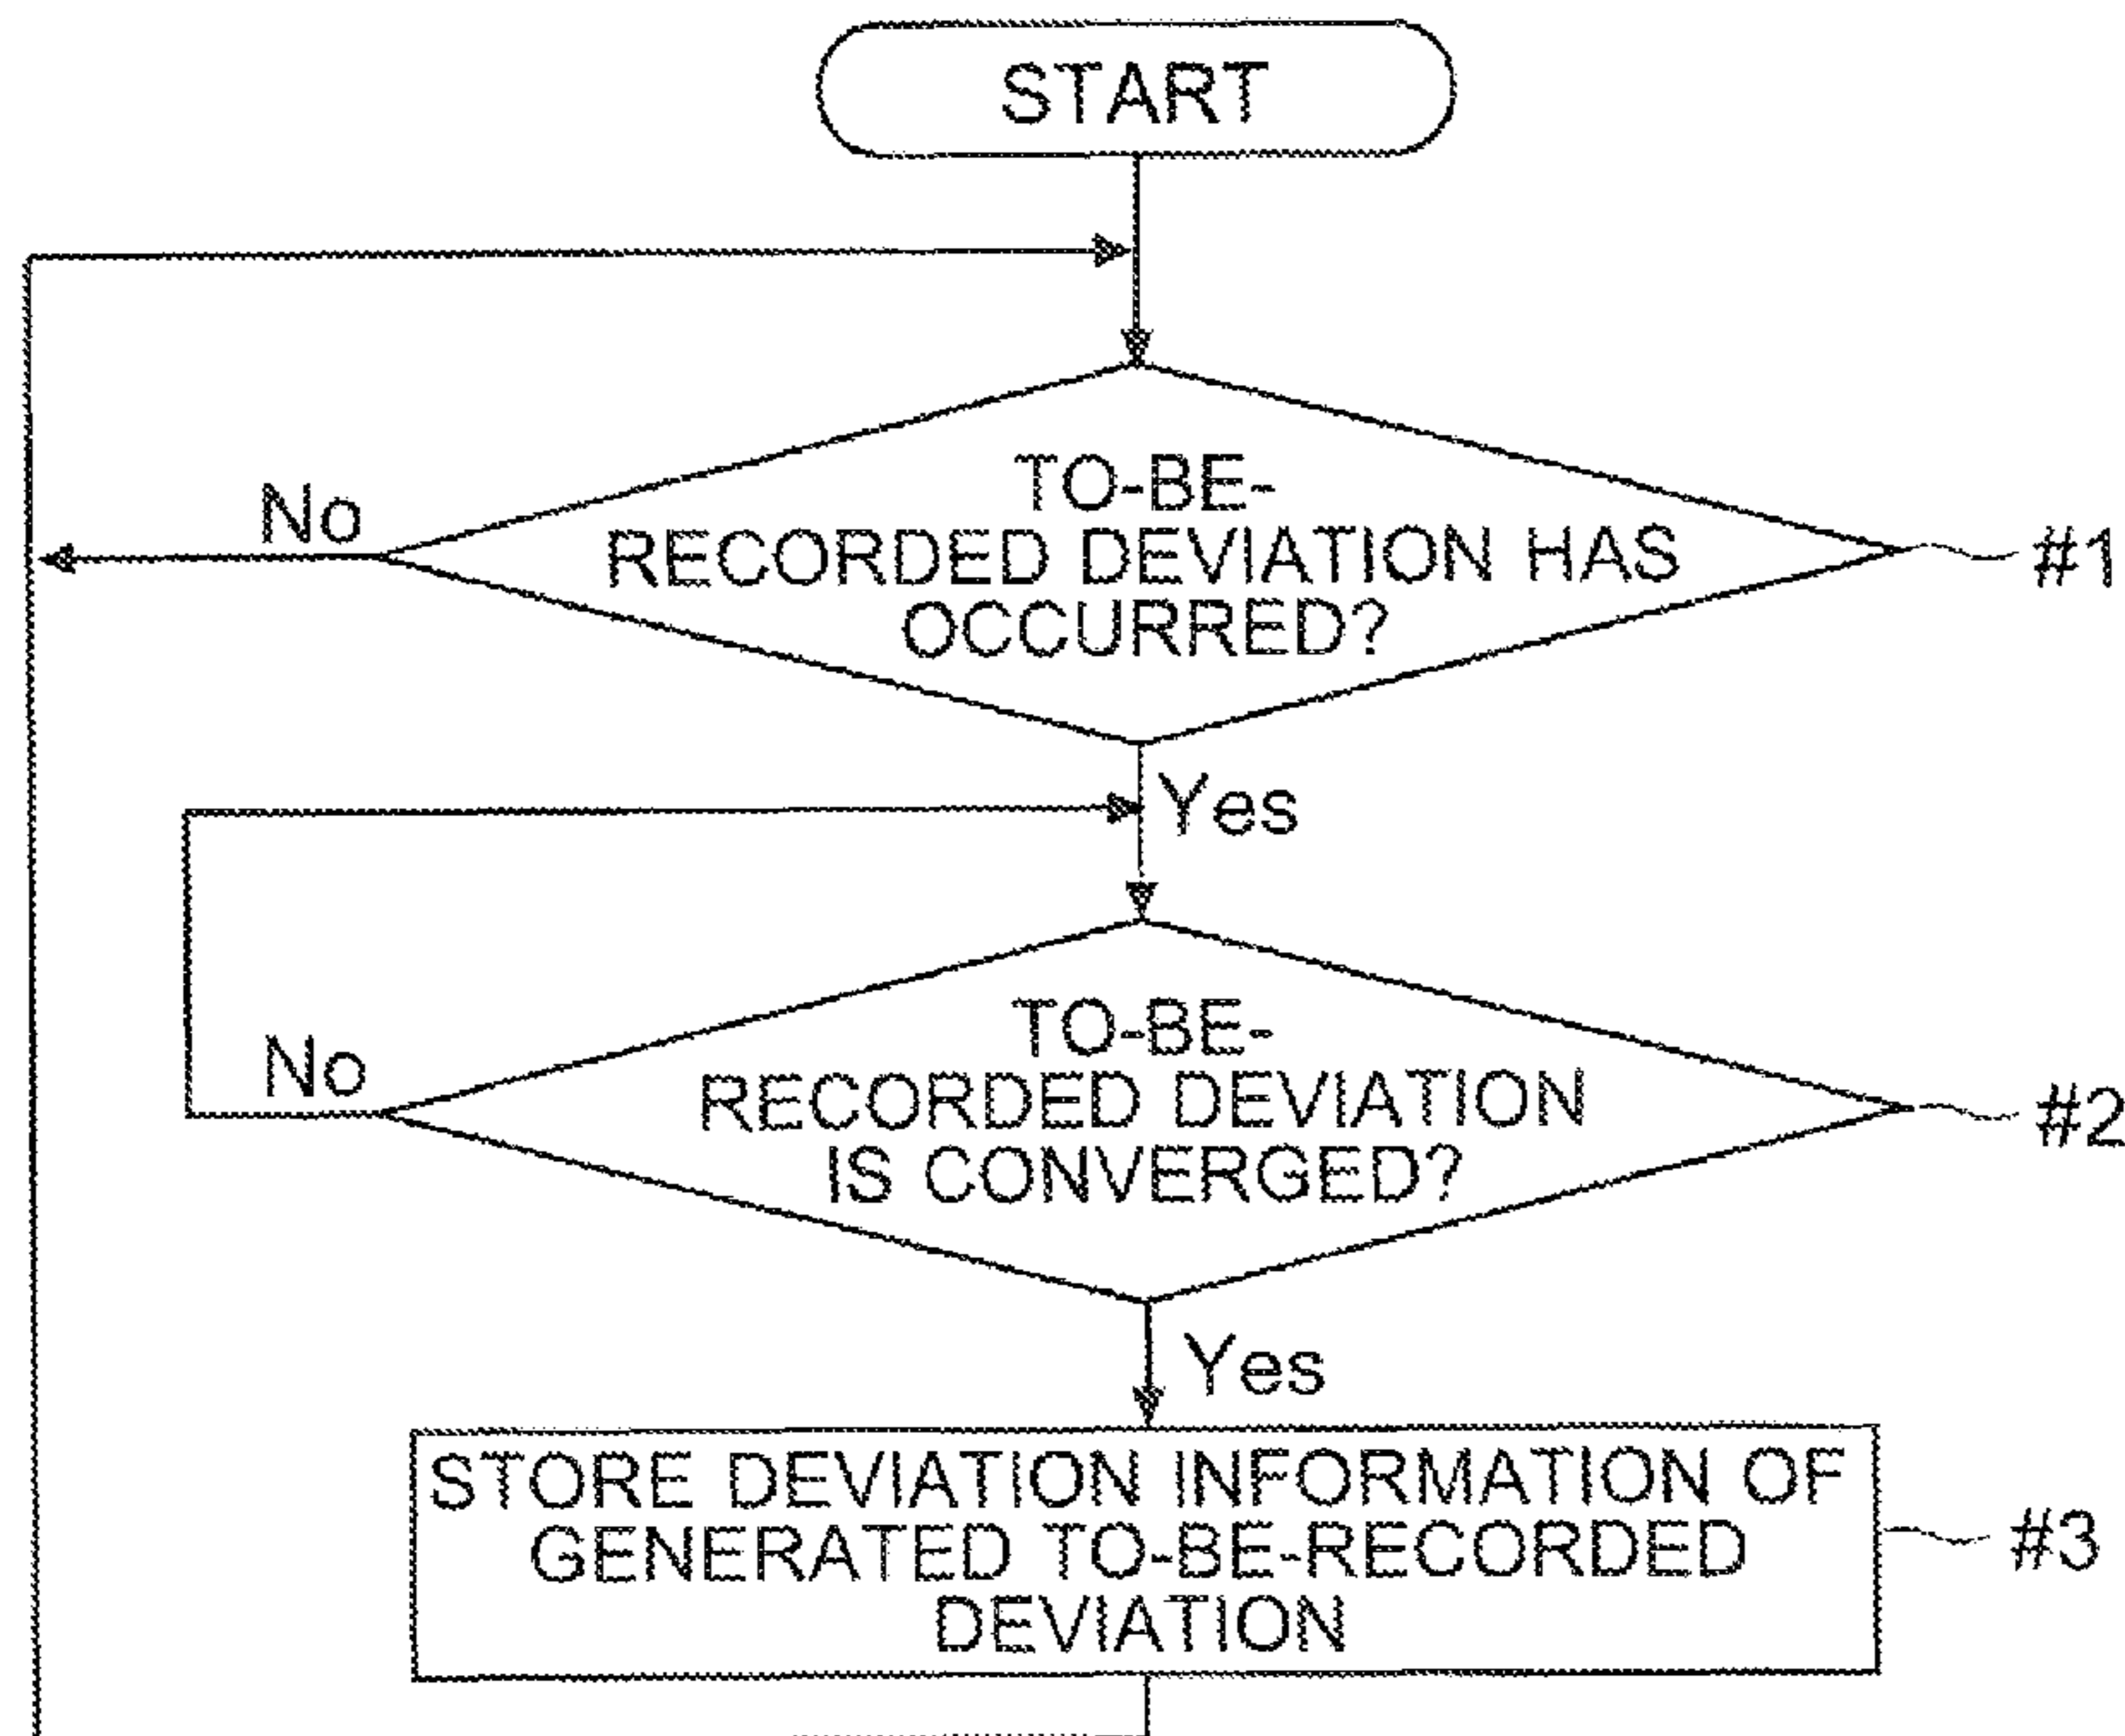 START
TO-BE-
No
RECORDED DEVIATION HAS
#1
OCCURRED?
Yes
TO-BE-
No
RECORDED DEVIATION
#2
IS CONVERGED?
Yes
STORE DEVIATION INFORMATION OF
GENERATED TO-BE-RECORDED
#3
DEVIATION